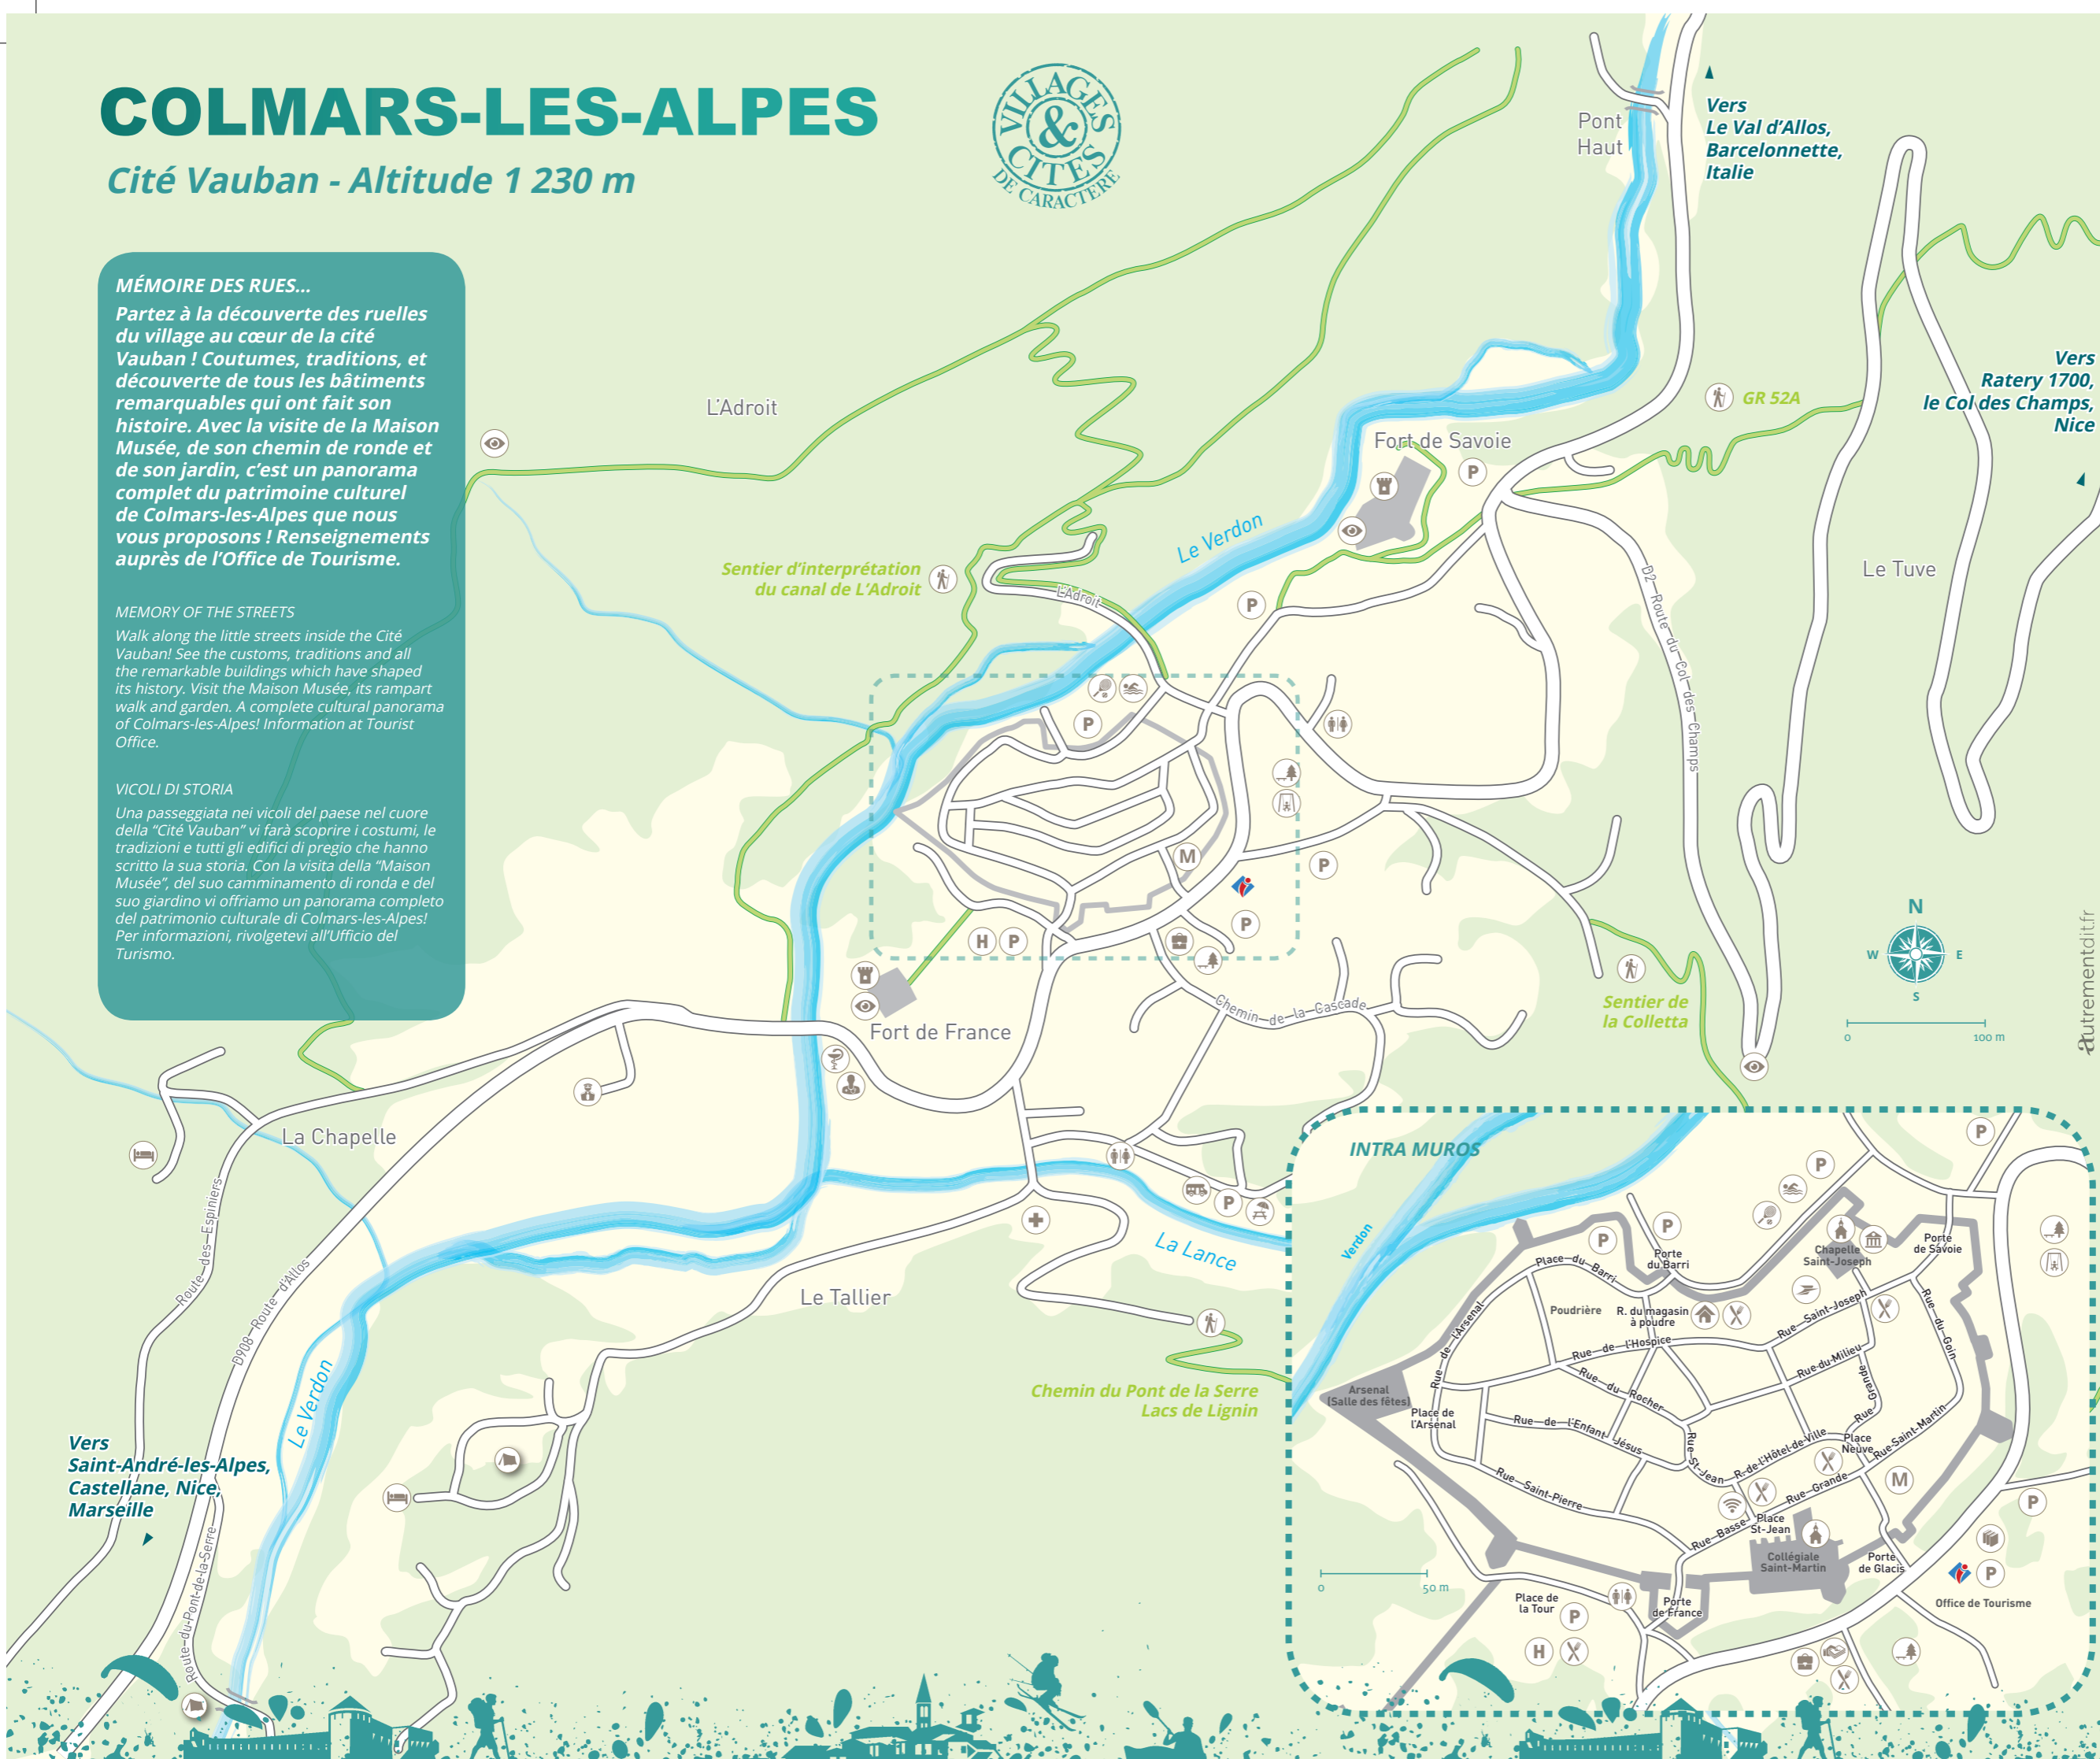 COLMARS-LES-ALPES
Cité Vauban - Altitude 1 230 m
VILLAGES
&
CITÉS
DE CARACTÈRE
MÉMOIRE DES RUES...
Partez à la découverte des ruelles
du village au cœur de la cité
Vauban ! Coutumes, traditions, et
découverte de tous les bâtiments
remarquables qui ont fait son
histoire. Avec la visite de la Maison
Musée, de son chemin de ronde et
de son jardin, c'est un panorama
complet du patrimoine culturel
de Colmars-les-Alpes que nous
vous proposons ! Renseignements
auprès de l'Office de Tourisme.
MEMORY OF THE STREETS
Walk along the little streets inside the Cité
Vauban! See the customs, traditions and all
the remarkable buildings which have shaped
its history. Visit the Maison Musée, its rampart
walk and garden. A complete cultural panorama
of Colmars-les-Alpes! Information at Tourist
Office.
VICOLI DI STORIA
Una passeggiata nei vicoli del paese nel cuore
della "Cité Vauban" vi farà scoprire i costumi, le
tradizioni e tutti gli edifici di pregio che hanno
scritto la sua storia. Con la visita della "Maison
Musée", del suo camminamento di ronda e del
suo giardino vi offriamo un panorama completo
del patrimonio culturale di Colmars-les-Alpes!
Per informazioni, rivolgetevi all'Ufficio del
Turismo.
Pont
Haut
Vers
Le Val d'Allos,
Barcelonnette,
Italie
Vers
Ratery 1700,
le Col des Champs,
Nice
GR 52A
L'Adroit
Fort de Savoie
P
Le Verdon
Sentier d'interprétation
du canal de L'Adroit
L'Adroit
P
Le Tuve
D2 Route du Col des Champs
P
M
P
P
H
P
Fort de France
Chemin de la Cascade
Sentier de
la Colletta
N
W
E
S
0
100 m
autrementdit.fr
La Chapelle
Route des Espiniers
D908 Route d'Allos
Le Verdon
P
La Lance
Le Tallier
Chemin du Pont de la Serre
Lacs de Lignin
Vers
Saint-André-les-Alpes,
Castellane, Nice,
Marseille
Route du Pont de la Serre
INTRA MUROS
Verdon
P
P
P
P
Place du Barri
Porte
du Barri
Chapelle
Saint-Joseph
Porte
de Savoie
Poudrière
R. du magasin
à poudre
Rue de l'Arsenal
Rue de l'Hospice
Rue Saint-Joseph
Rue du Coin
Rue du Milieu
Rue du Rocher
Rue Grande
Arsenal
(Salle des fêtes)
Place de
l'Arsenal
Rue de l'Enfant Jésus
Rue St-Jean
R. de l'Hôtel de Ville
Place
Neuve
Rue Saint-Martin
M
P
Rue Saint-Pierre
Rue Grande
Rue Basse
Place
St-Jean
Collégiale
Saint-Martin
Porte
de Glacis
P
Office de Tourisme
0
50 m
Place de
la Tour
P
H
Porte
de France